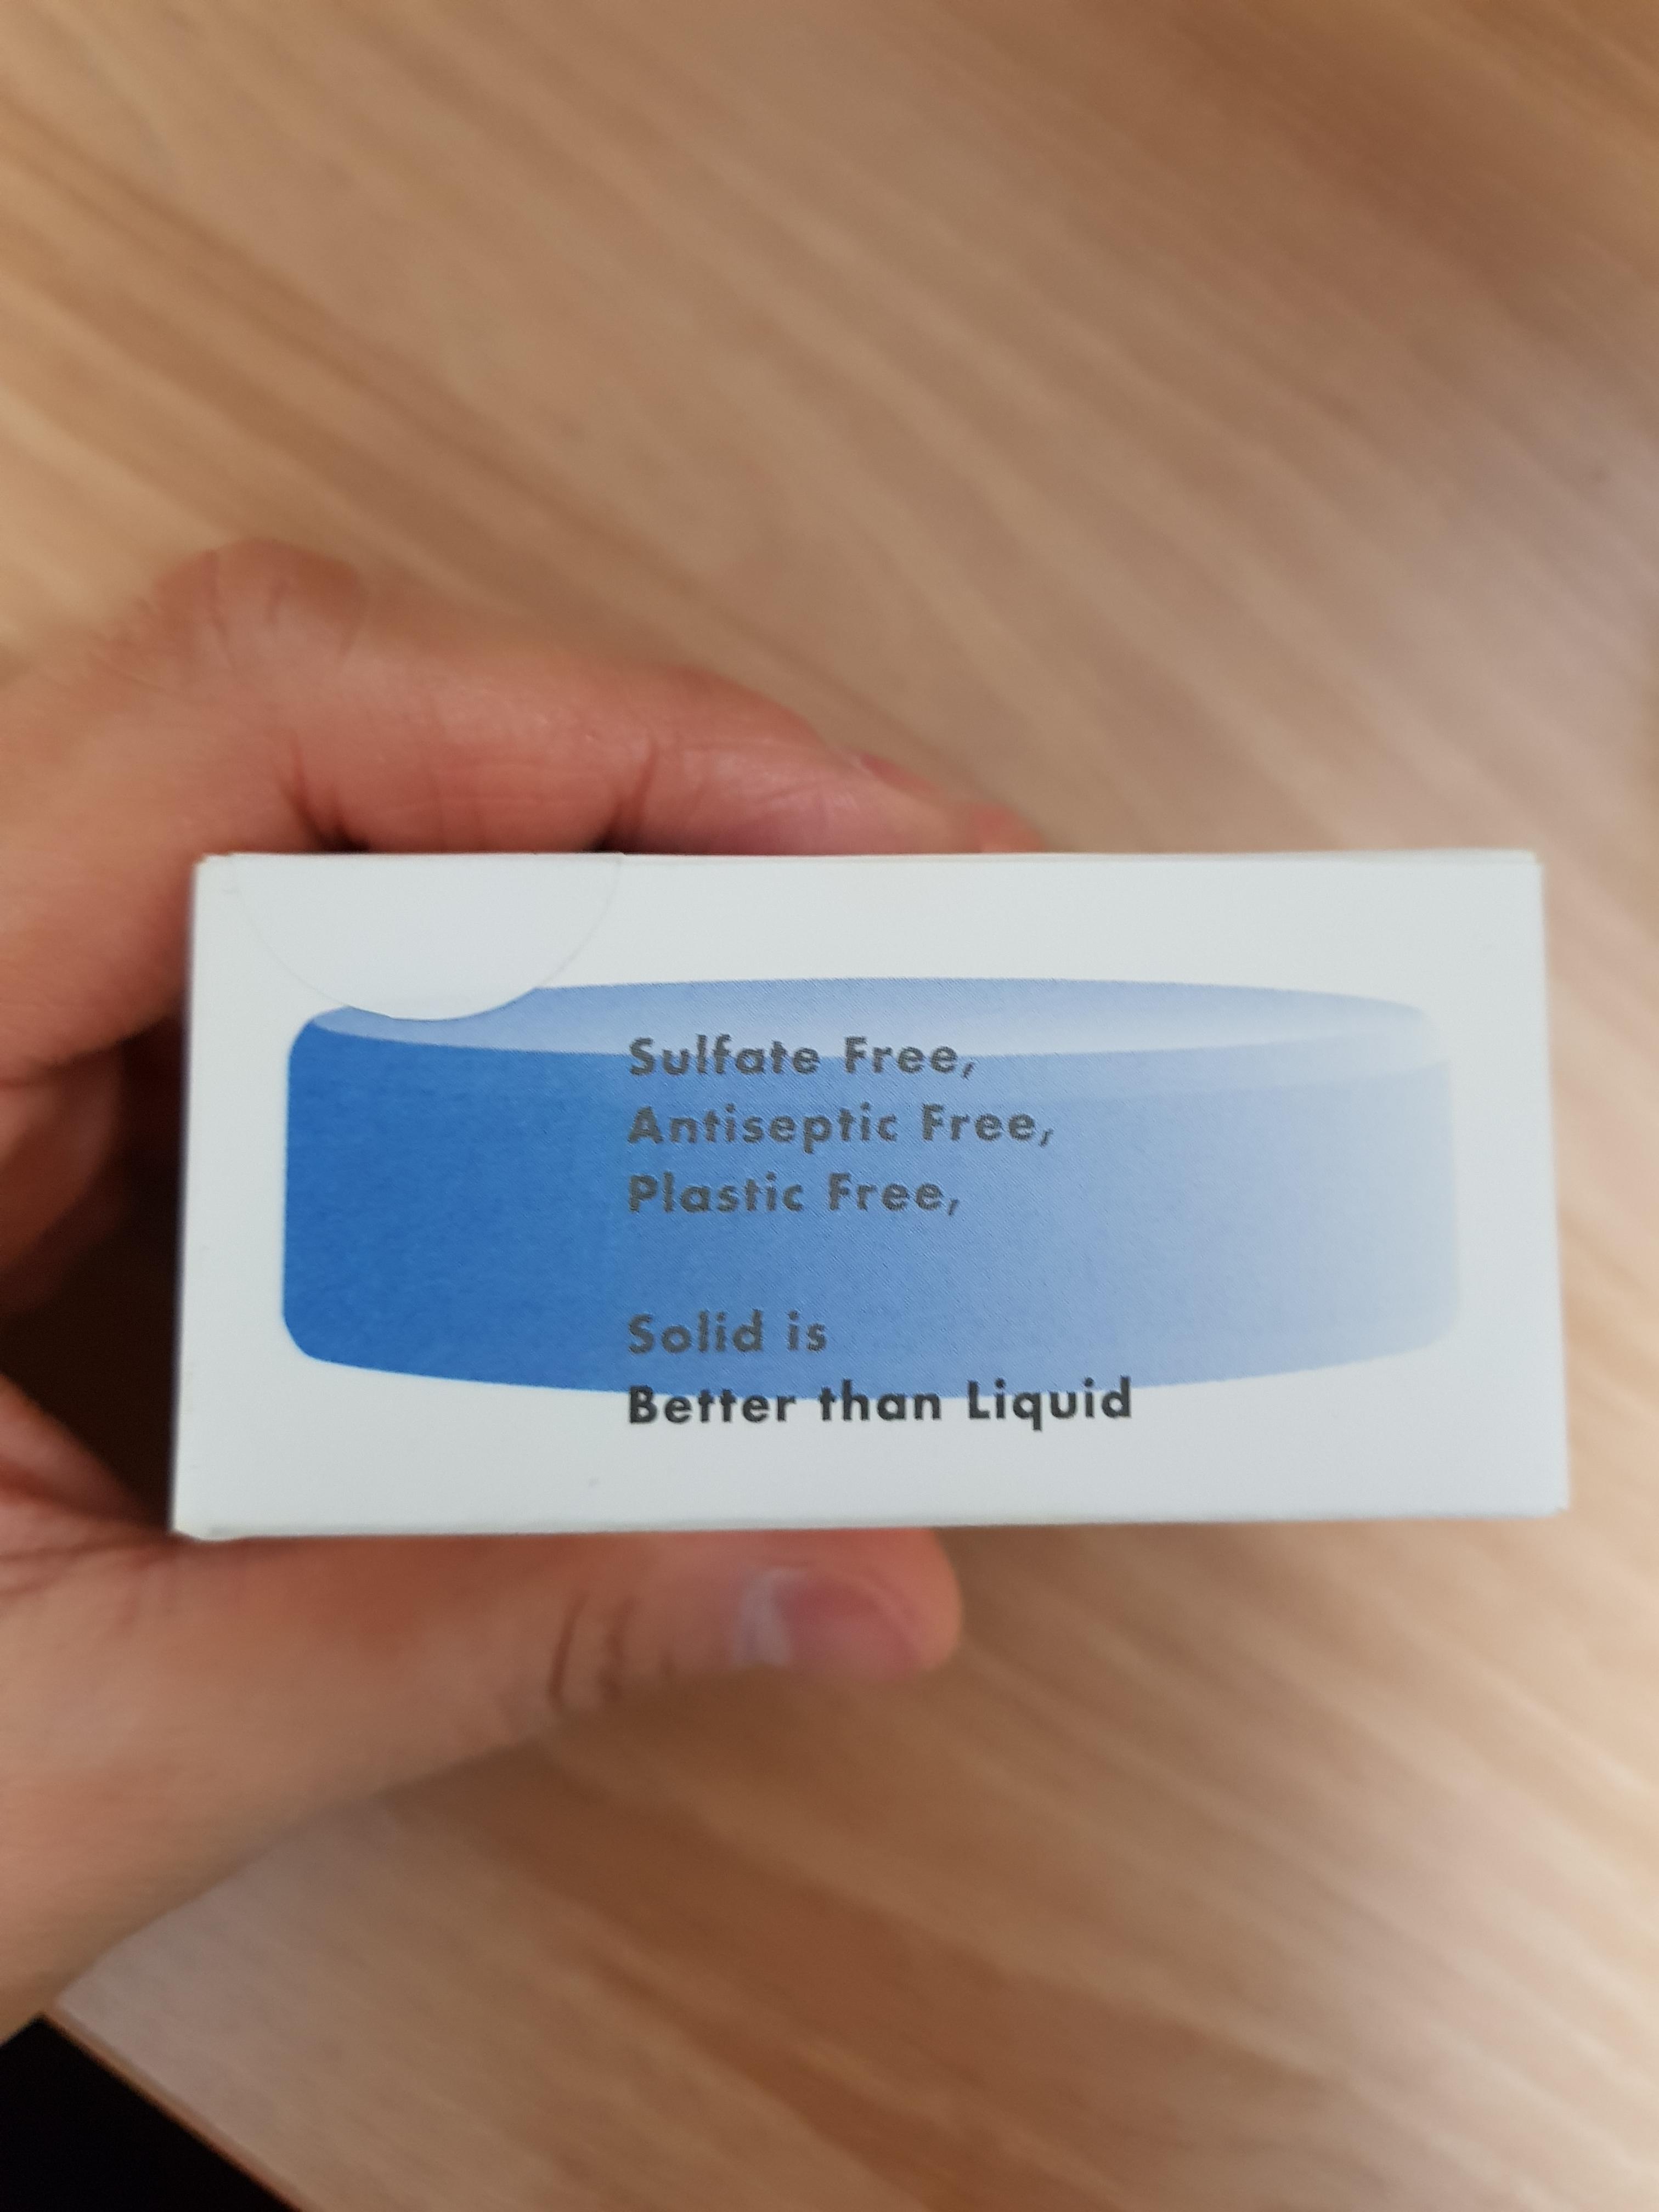 Sulfate Free,
Antiseptic Free,
Plastic Free,
Solid is
Better than Liquid